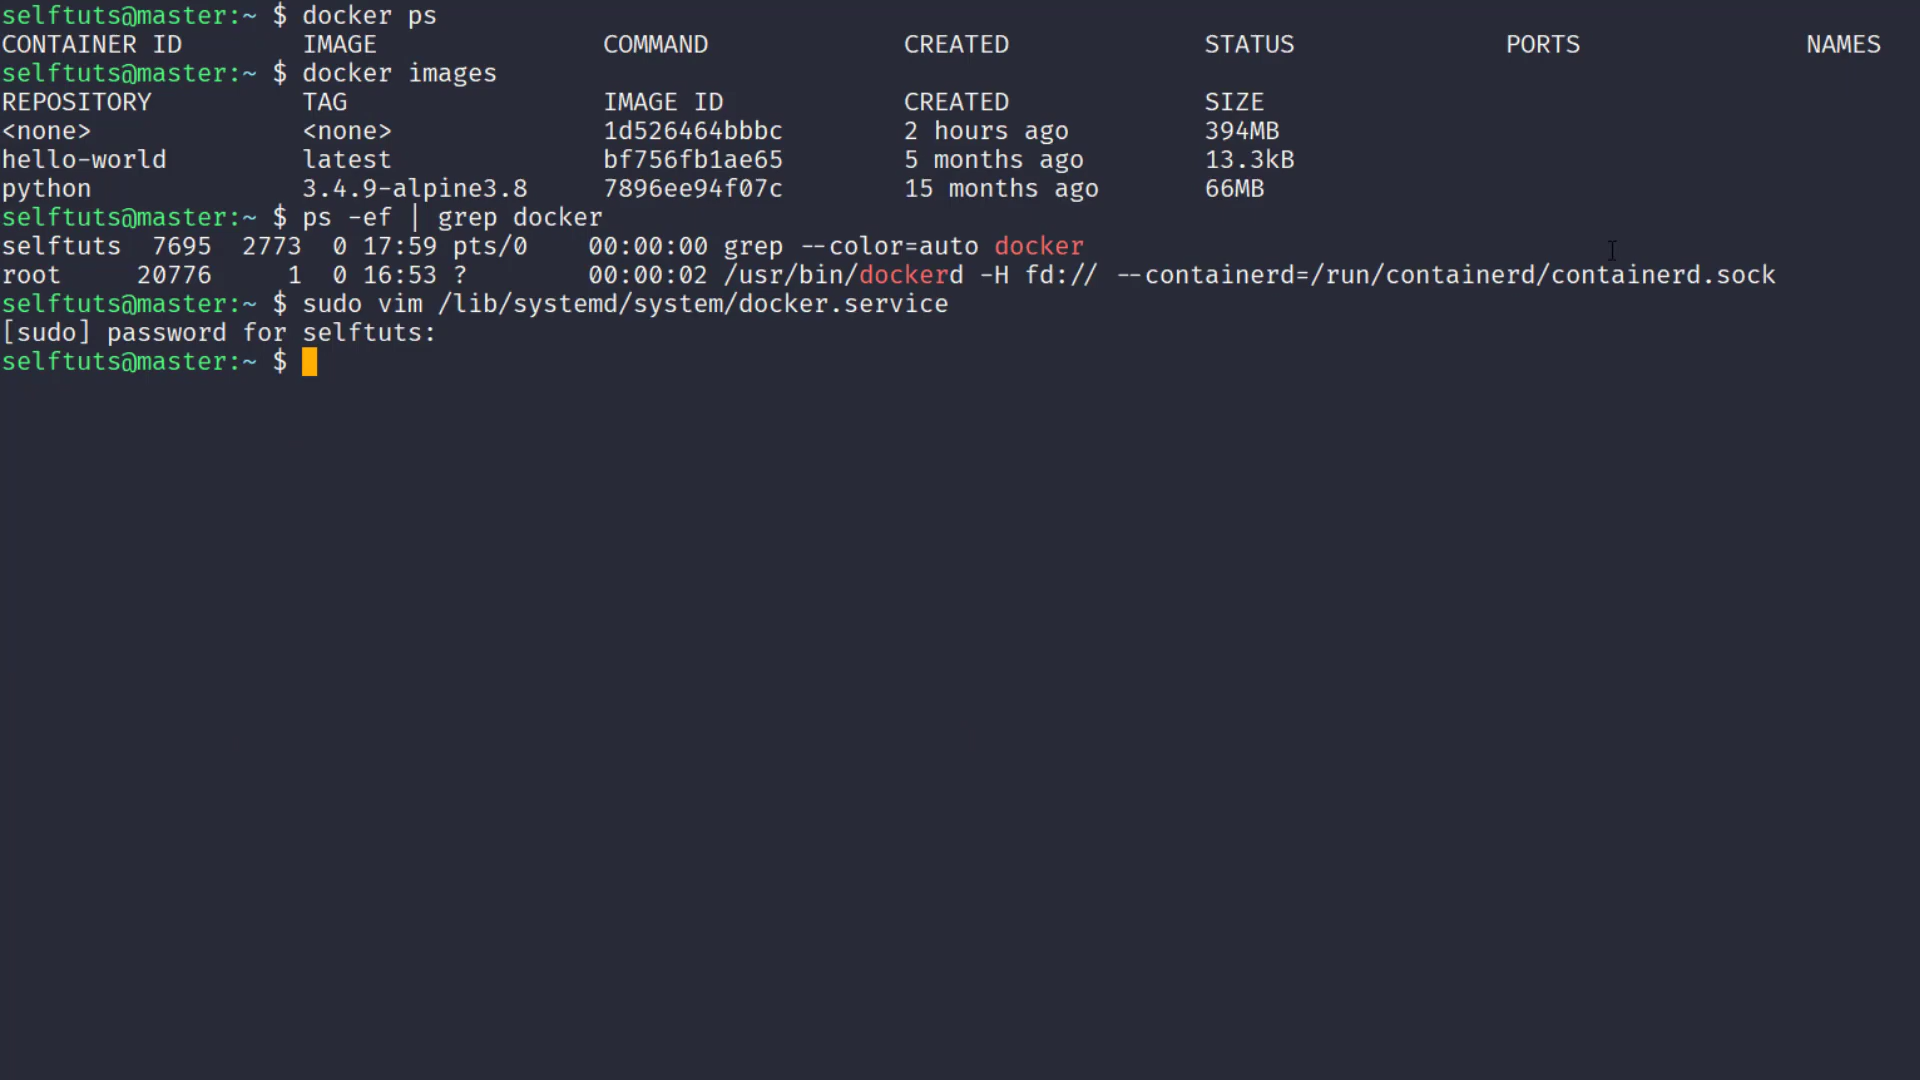 selftuts@master:~ $ docker ps
CONTAINER ID        IMAGE               COMMAND             CREATED             STATUS              PORTS               NAMES
selftuts@master:~ $ docker images
REPOSITORY          TAG                 IMAGE ID            CREATED             SIZE
<none>              <none>              1d526464bbbc        2 hours ago         394MB
hello-world         latest              bf756fb1ae65        5 months ago        13.3kB
python              3.4.9-alpine3.8     7896ee94f07c        15 months ago       66MB
selftuts@master:~ $ ps -ef | grep docker
selftuts  7695  2773  0 17:59 pts/0    00:00:00 grep --color=auto docker
root     20776     1  0 16:53 ?        00:00:02 /usr/bin/dockerd -H fd:// --containerd=/run/containerd/containerd.sock
selftuts@master:~ $ sudo vim /lib/systemd/system/docker.service
[sudo] password for selftuts:
selftuts@master:~ $